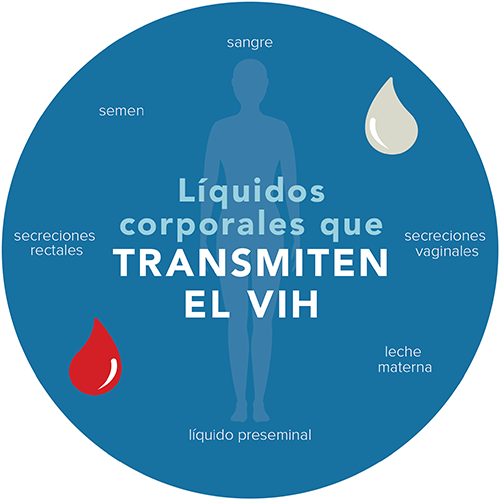 sangre
semen
Líquidos
corporales que
TRANSMITEN
EL VIH
secreciones
rectales
secreciones
vaginales
leche
materna
líquido preseminal